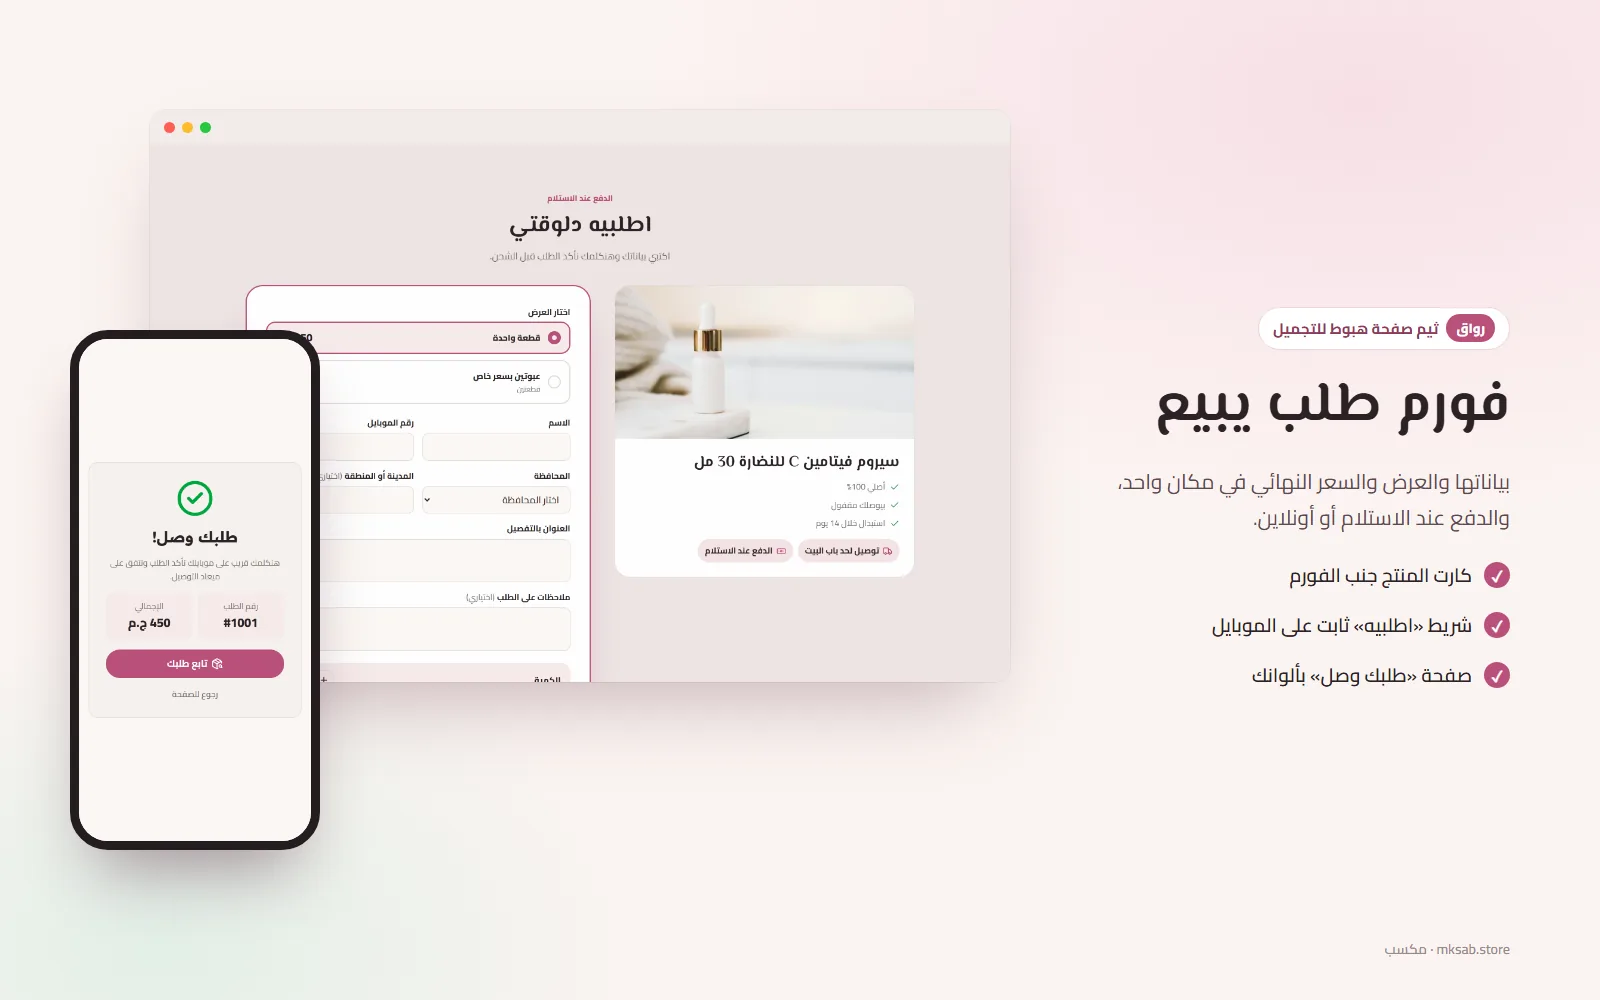 رواق ثيم صفحة هبوط للتجميل
فورم طلب يبيع
بياناتها والعرض والسعر النهائي في مكان واحد،
والدفع عند الاستلام أو أونلاين.
كارت المنتج جنب الفورم
شريط «اطلبيه» ثابت على الموبايل
صفحة «طلبك وصل» بألوانك
mksab.store · مكسب
الدفع عند الاستلام
اطلبيه دلوقتي
اكتبي بياناتك وهنكلمك نأكد الطلب قبل الشحن.
سيروم فيتامين C للنضارة 30 مل
أصلي 100%
بيوصلك مقفول
استبدال خلال 14 يوم
توصيل لحد باب البيت
الدفع عند الاستلام
اختار العرض
قطعة واحدة
عبوتين بسعر خاص
قطعتين
الاسم
رقم الموبايل
المحافظة
المدينة أو المنطقة
اختار المحافظة
العنوان بالتفصيل
ملاحظات على الطلب (اختياري)
الكمية
+
طلبك وصل!
هنكلمك قريب على موبايلك نأكد الطلب ونتفق على
ميعاد التوصيل.
رقم الطلب
#1001
الإجمالي
450 ج.م
تابع طلبك
رجوع للصفحة